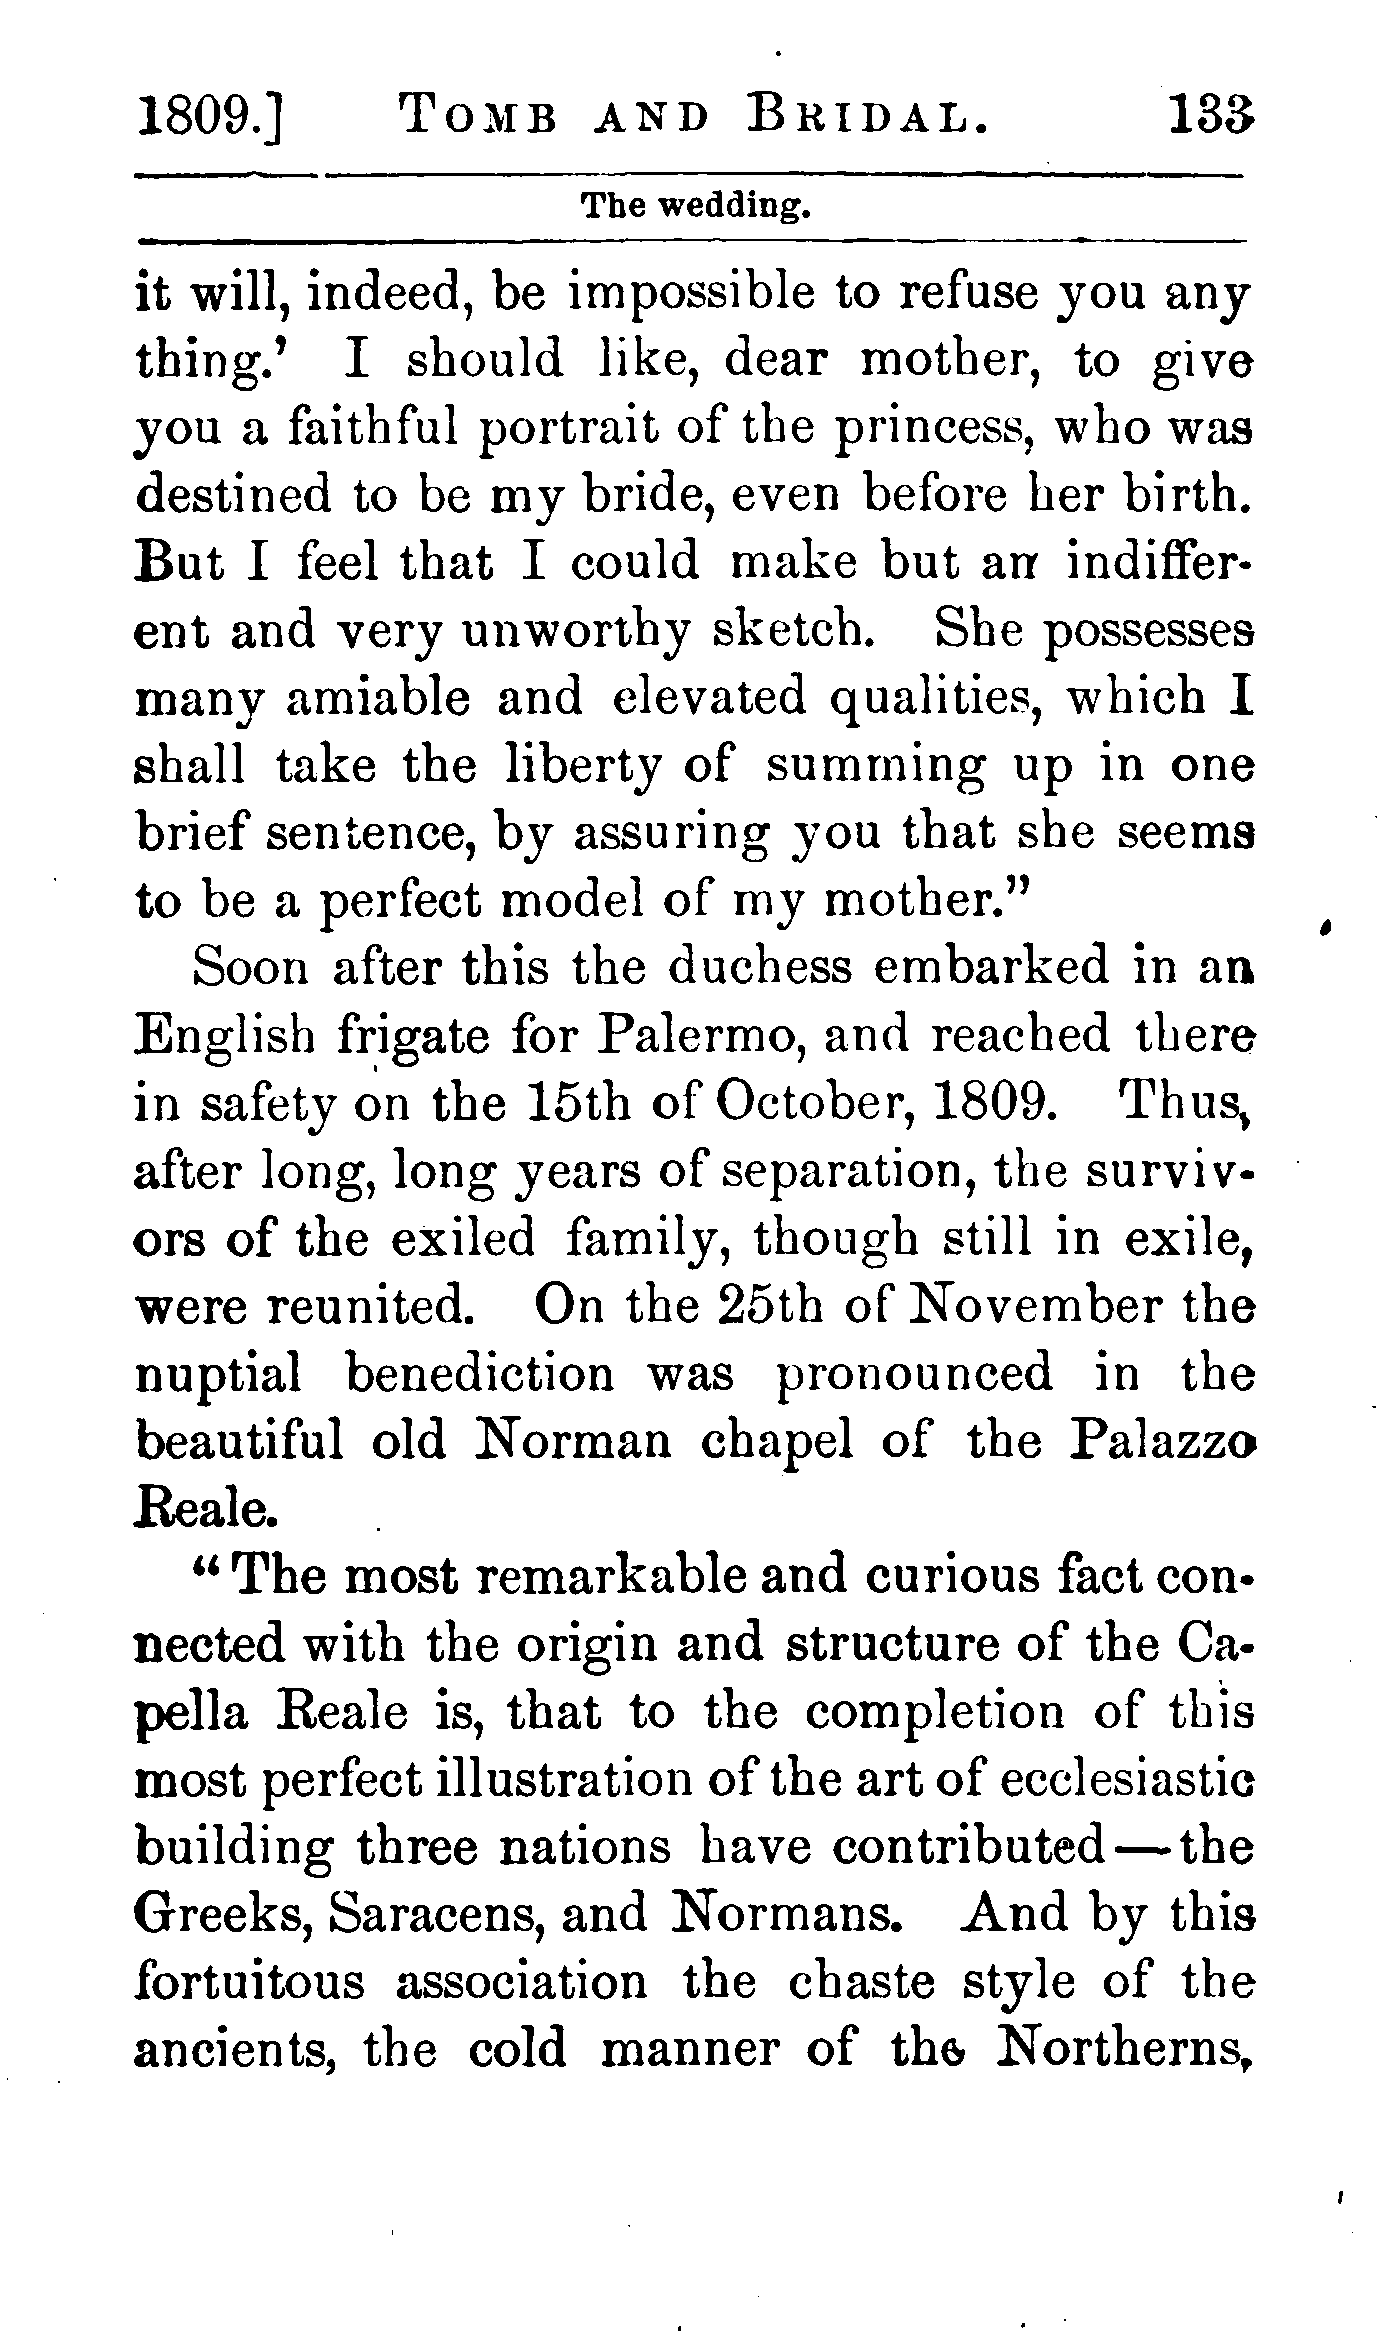 1809.] TOMB AND BRIDAL. 133
The wedding.
it will, indeed, be impossible to refuse you any
thing.’ I should like, dear mother, to give
you a faithful portrait of the princess, who was
destined to be my bride, even before her birth.
But I feel that I could make but an indiffer-
ent and very unworthy sketch. She possesses
many amiable and elevated qualities, which I
shall take the liberty of summing up in one
brief sentence, by assuring you that she seems
to be a perfect model of my mother.”
Soon after this the duchess embarked in an
English frigate for Palermo, and reached there
in safety on the 15th of October, 1809. Thus,
after long, long years of separation, the surviv-
ors of the exiled family, though still in exile,
were reunited. On the 25th of November the
nuptial benediction was pronounced in the
beautiful old Norman chapel of the Palazzo
Reale.
“The most remarkable and curious fact con-
nected with the origin and structure of the Ca-
pella Reale is, that to the completion of this
most perfect illustration of the art of ecclesiastic
building three nations have contributed—the
Greeks, Saracens, and Normans. And by this
fortuitous association the chaste style of the
ancients, the cold manner of the Northerns,